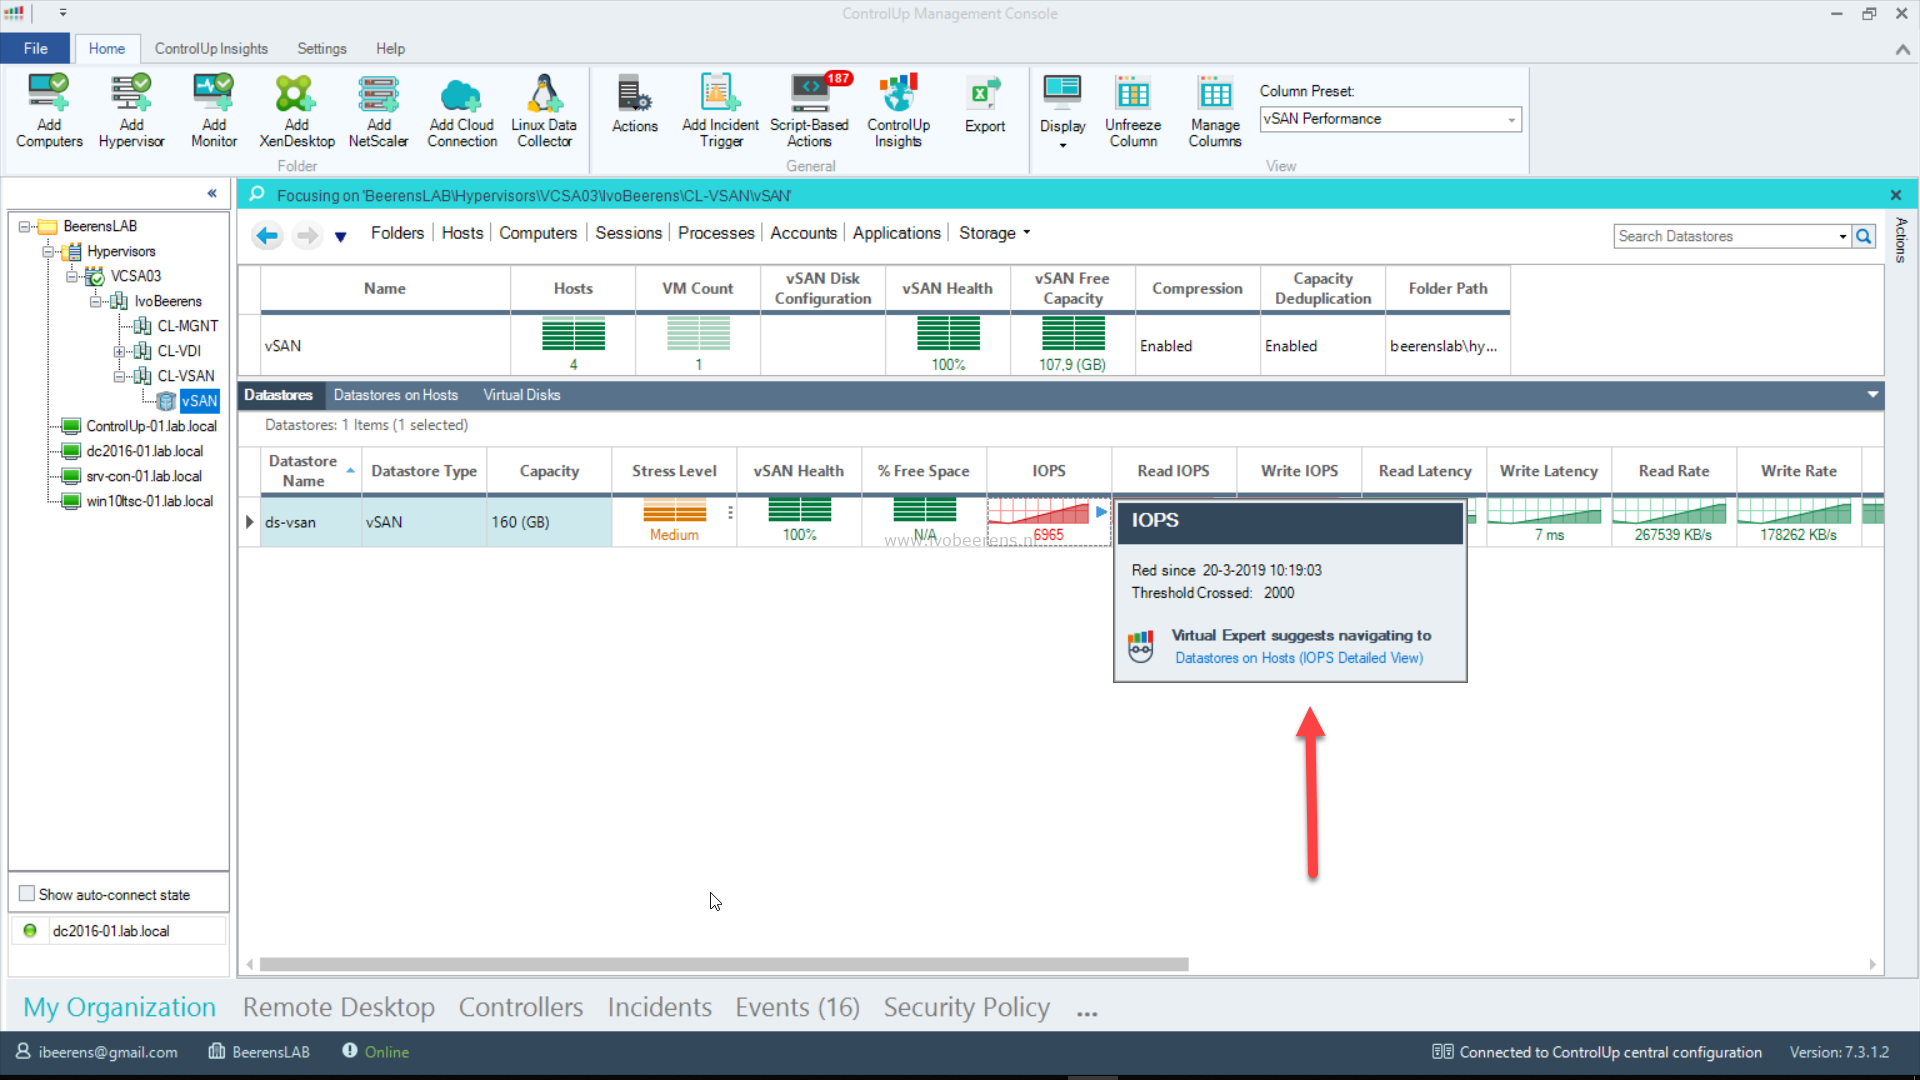 ControlUp Management Console
File Home ControlUp Insights Settings Help
187
Add Computers
Add Hypervisor
Add Monitor
Add XenDesktop
Add NetScaler
Add Cloud Connection
Linux Data Collector
Folder
Actions
Add Incident Trigger
Script-Based Actions
ControlUp Insights
Export
General
Display
Unfreeze Column
Manage Columns
Column Preset:
vSAN Performance
View
Focusing on 'BeerensLAB\Hypervisors\VCSA03\IvoBeerens\CL-VSAN\vSAN'
BeerensLAB
Hypervisors
VCSA03
IvoBeerens
CL-MGNT
CL-VDI
CL-VSAN
vSAN
ControlUp-01.lab.local
dc2016-01.lab.local
srv-con-01.lab.local
win10ltsc-01.lab.local
Show auto-connect state
dc2016-01.lab.local
Folders Hosts Computers Sessions Processes Accounts Applications Storage
Search Datastores
Actions
Name Hosts VM Count vSAN Disk Configuration vSAN Health vSAN Free Capacity Compression Capacity Deduplication Folder Path
vSAN 4 1 100% 107,9 (GB) Enabled Enabled beerenslab\hy...
Datastores Datastores on Hosts Virtual Disks
Datastores: 1 Items (1 selected)
Datastore Name Datastore Type Capacity Stress Level vSAN Health % Free Space IOPS Read IOPS Write IOPS Read Latency Write Latency Read Rate Write Rate
ds-vsan vSAN 160 (GB) Medium 100% N/A 6965 7 ms 267539 KB/s 178262 KB/s
www.ivobeerens.nl
IOPS
Red since 20-3-2019 10:19:03
Threshold Crossed: 2000
Virtual Expert suggests navigating to
Datastores on Hosts (IOPS Detailed View)
My Organization Remote Desktop Controllers Incidents Events (16) Security Policy ...
ibeerens@gmail.com BeerensLAB Online Connected to ControlUp central configuration Version: 7.3.1.2